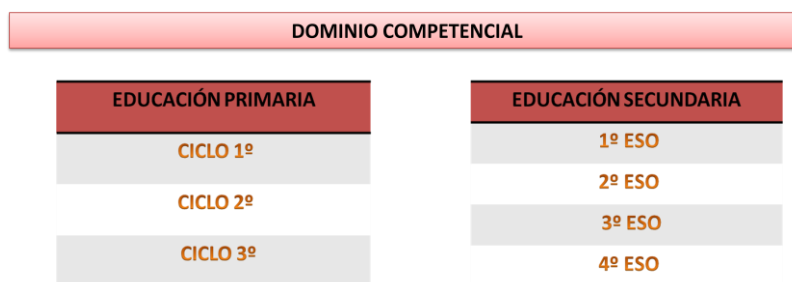 DOMINIO COMPETENCIAL
EDUCACIÓN PRIMARIA
CICLO 1º
CICLO 2º
CICLO 3º
EDUCACIÓN SECUNDARIA
1º ESO
2º ESO
3º ESO
4º ESO